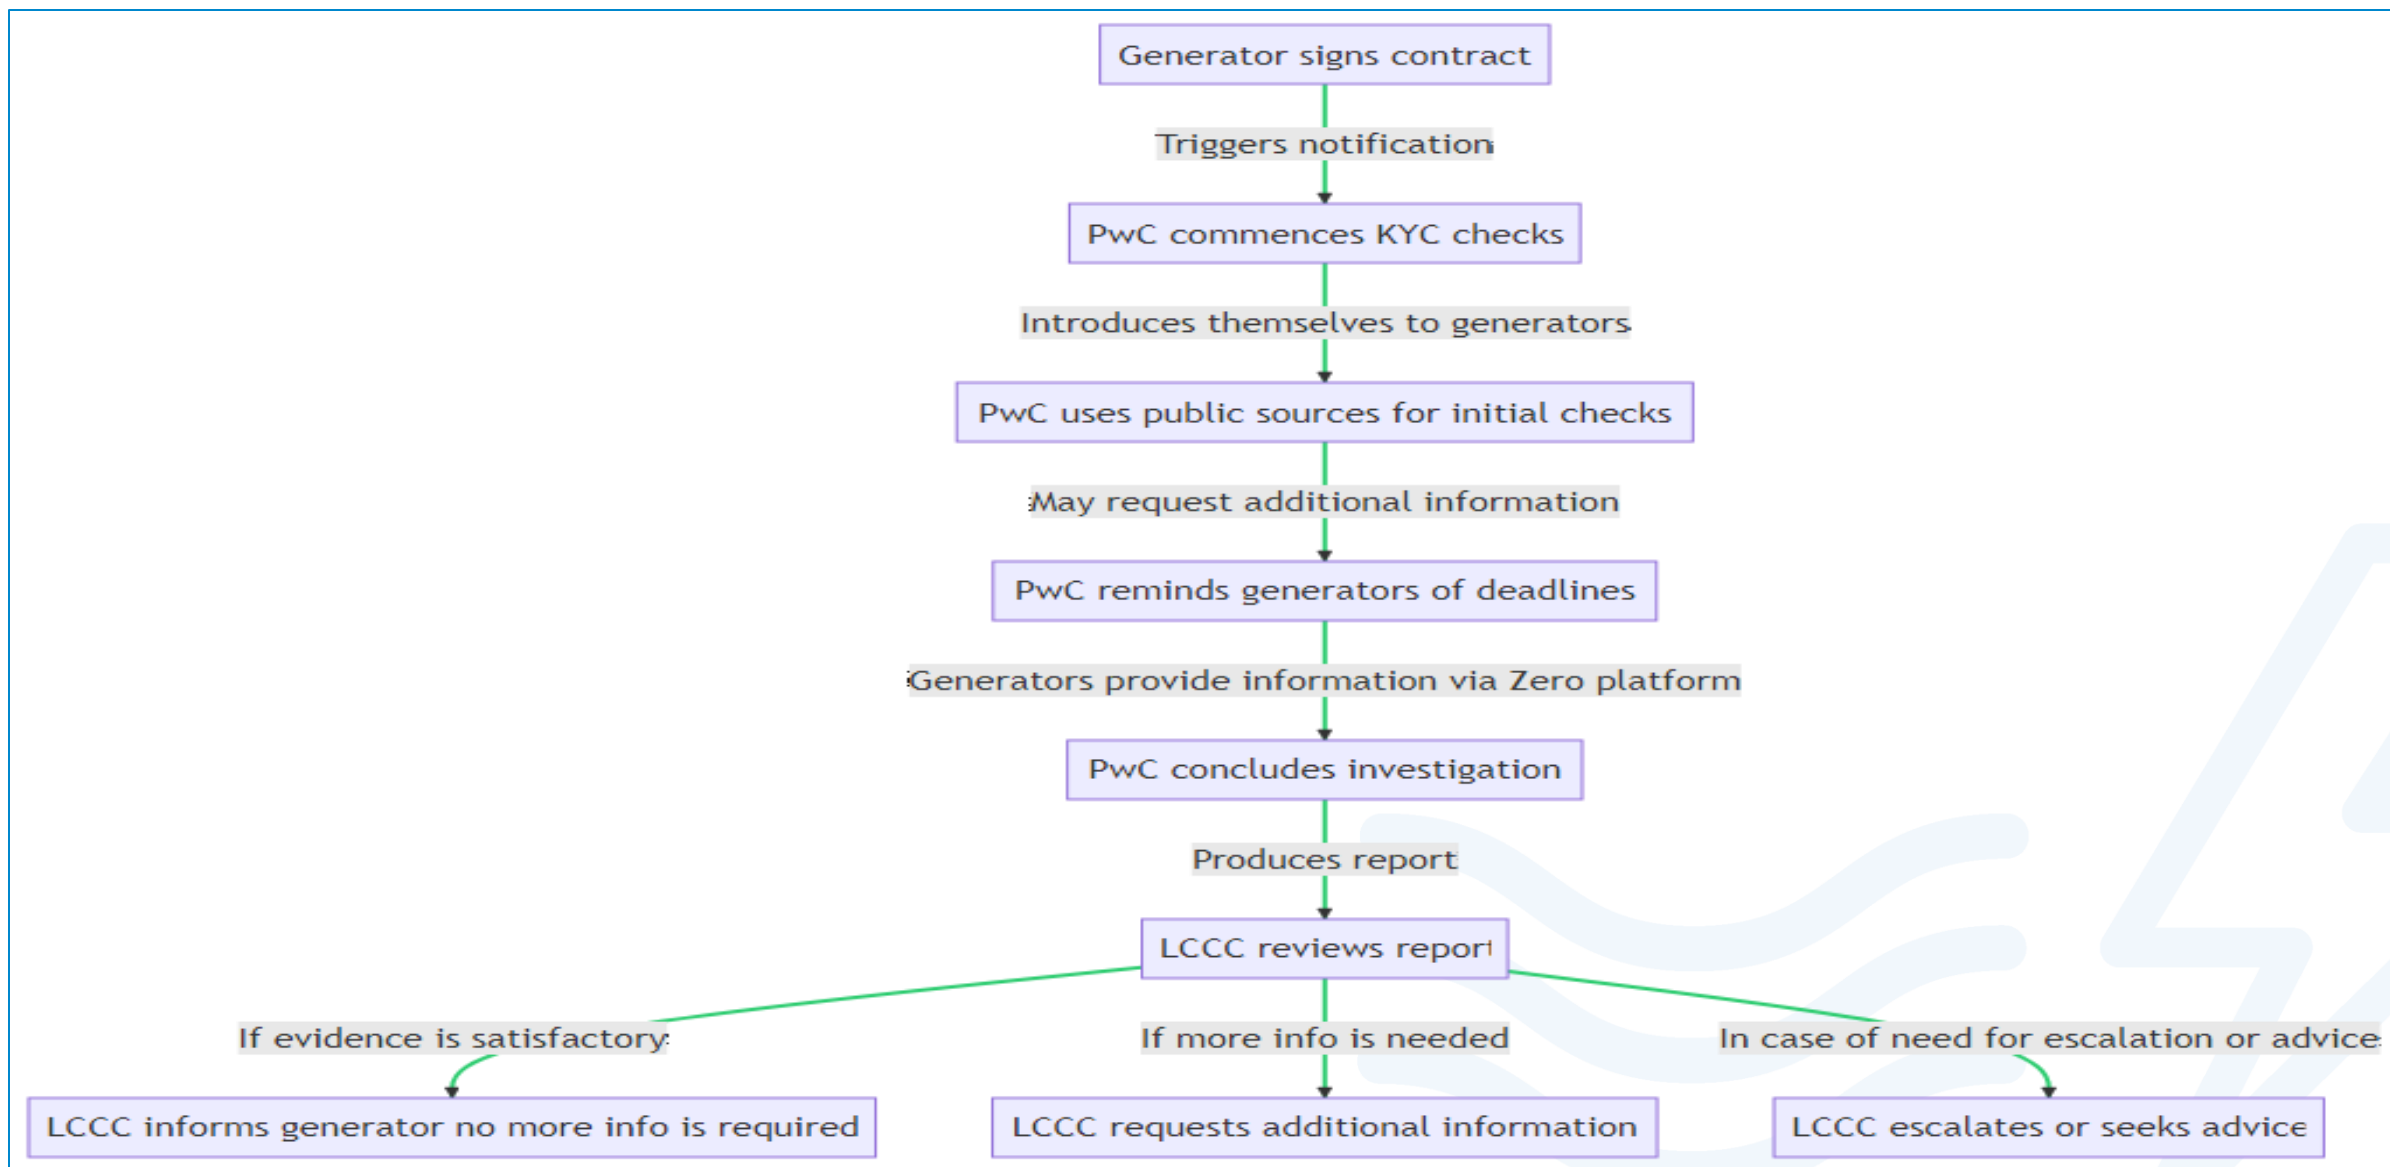 Generator signs contract
Triggers notification
PwC commences KYC checks
Introduces themselves to generators
PwC uses public sources for initial checks
May request additional information
PwC reminds generators of deadlines
Generators provide information via Zero platform
PwC concludes investigation
Produces report
LCCC reviews report
If evidence is satisfactory
If more info is needed
In case of need for escalation or advice
LCCC informs generator no more info is required
LCCC requests additional information
LCCC escalates or seeks advice